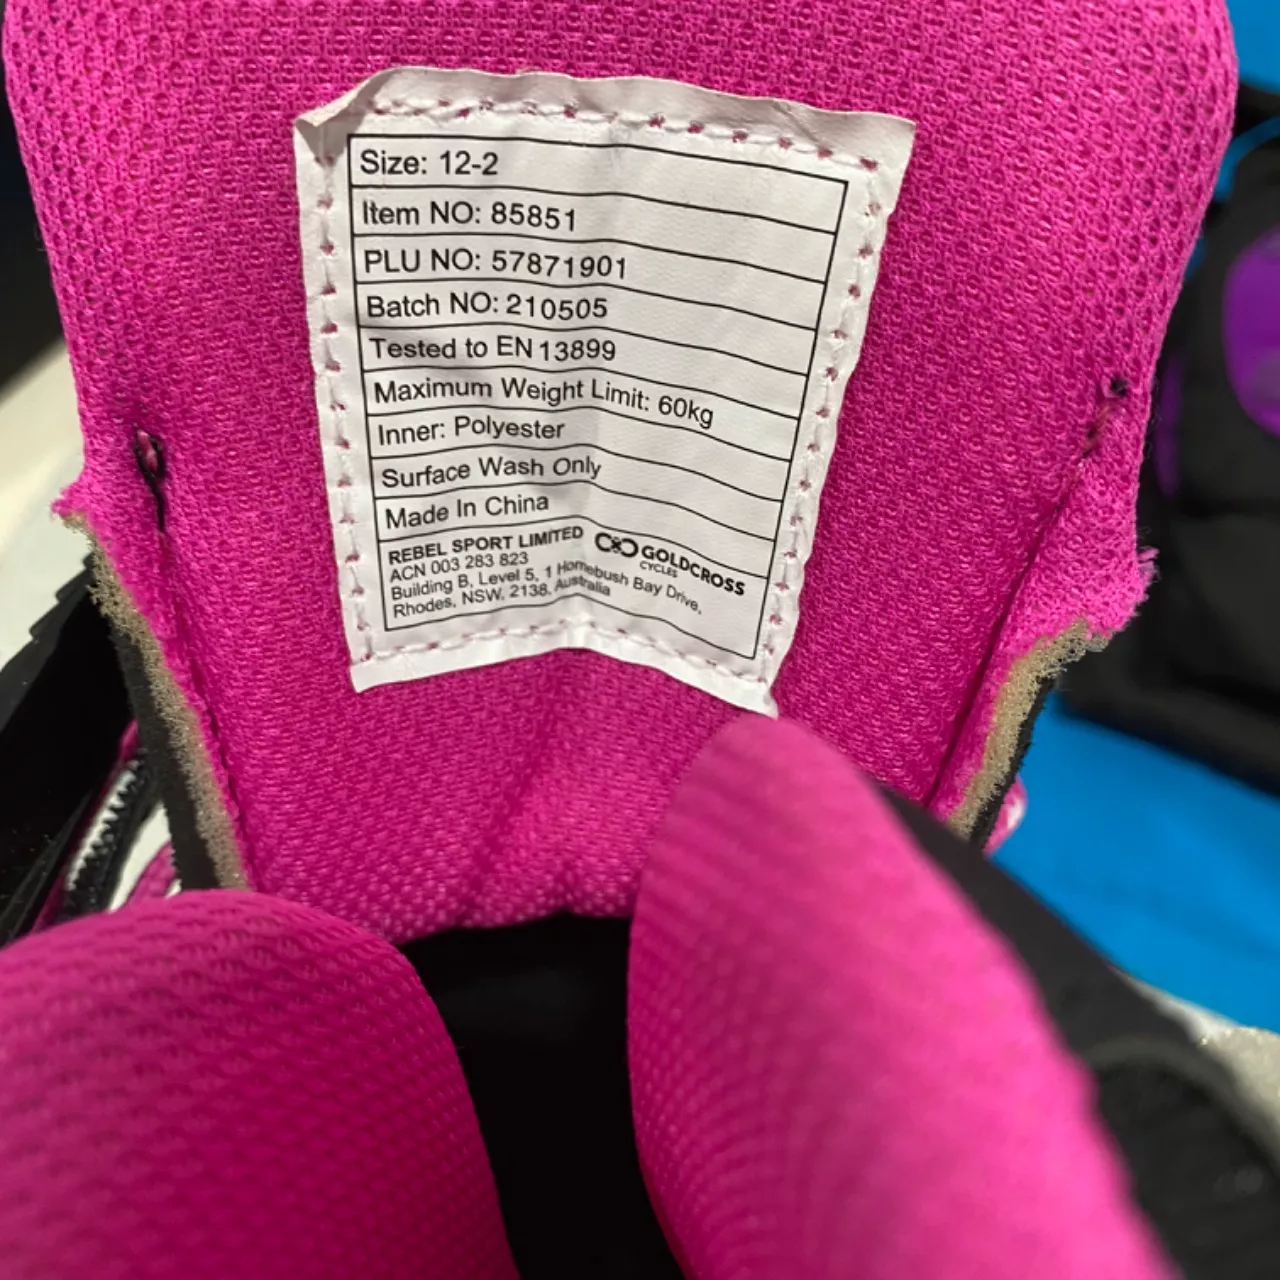 Size: 12-2
Item NO: 85851
PLU NO: 57871901
Batch NO: 210505
Tested to EN 13899
Maximum Weight Limit: 60kg
Inner: Polyester
Surface Wash Only
Made In China
REBEL SPORT LIMITED
ACN 003 283 823
Building B, Level 5, 1 Homebush Bay Drive,
Rhodes, NSW, 2138, Australia
GOLDCROSS
CYCLES